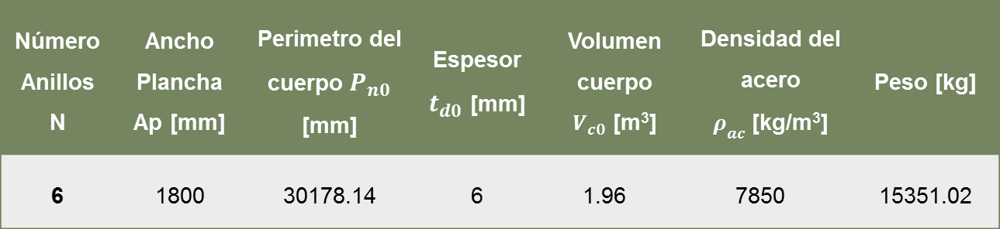 Número Anillos N
Ancho Plancha Ap [mm]
Perimetro del cuerpo 𝑷𝒏𝟎 [mm]
Espesor 𝒕𝒅𝟎 [mm]
Volumen cuerpo 𝑽𝒄𝟎 [m³]
Densidad del acero 𝝆𝒂𝒄 [kg/m³]
Peso [kg]
6 1800 30178.14 6 1.96 7850 15351.02